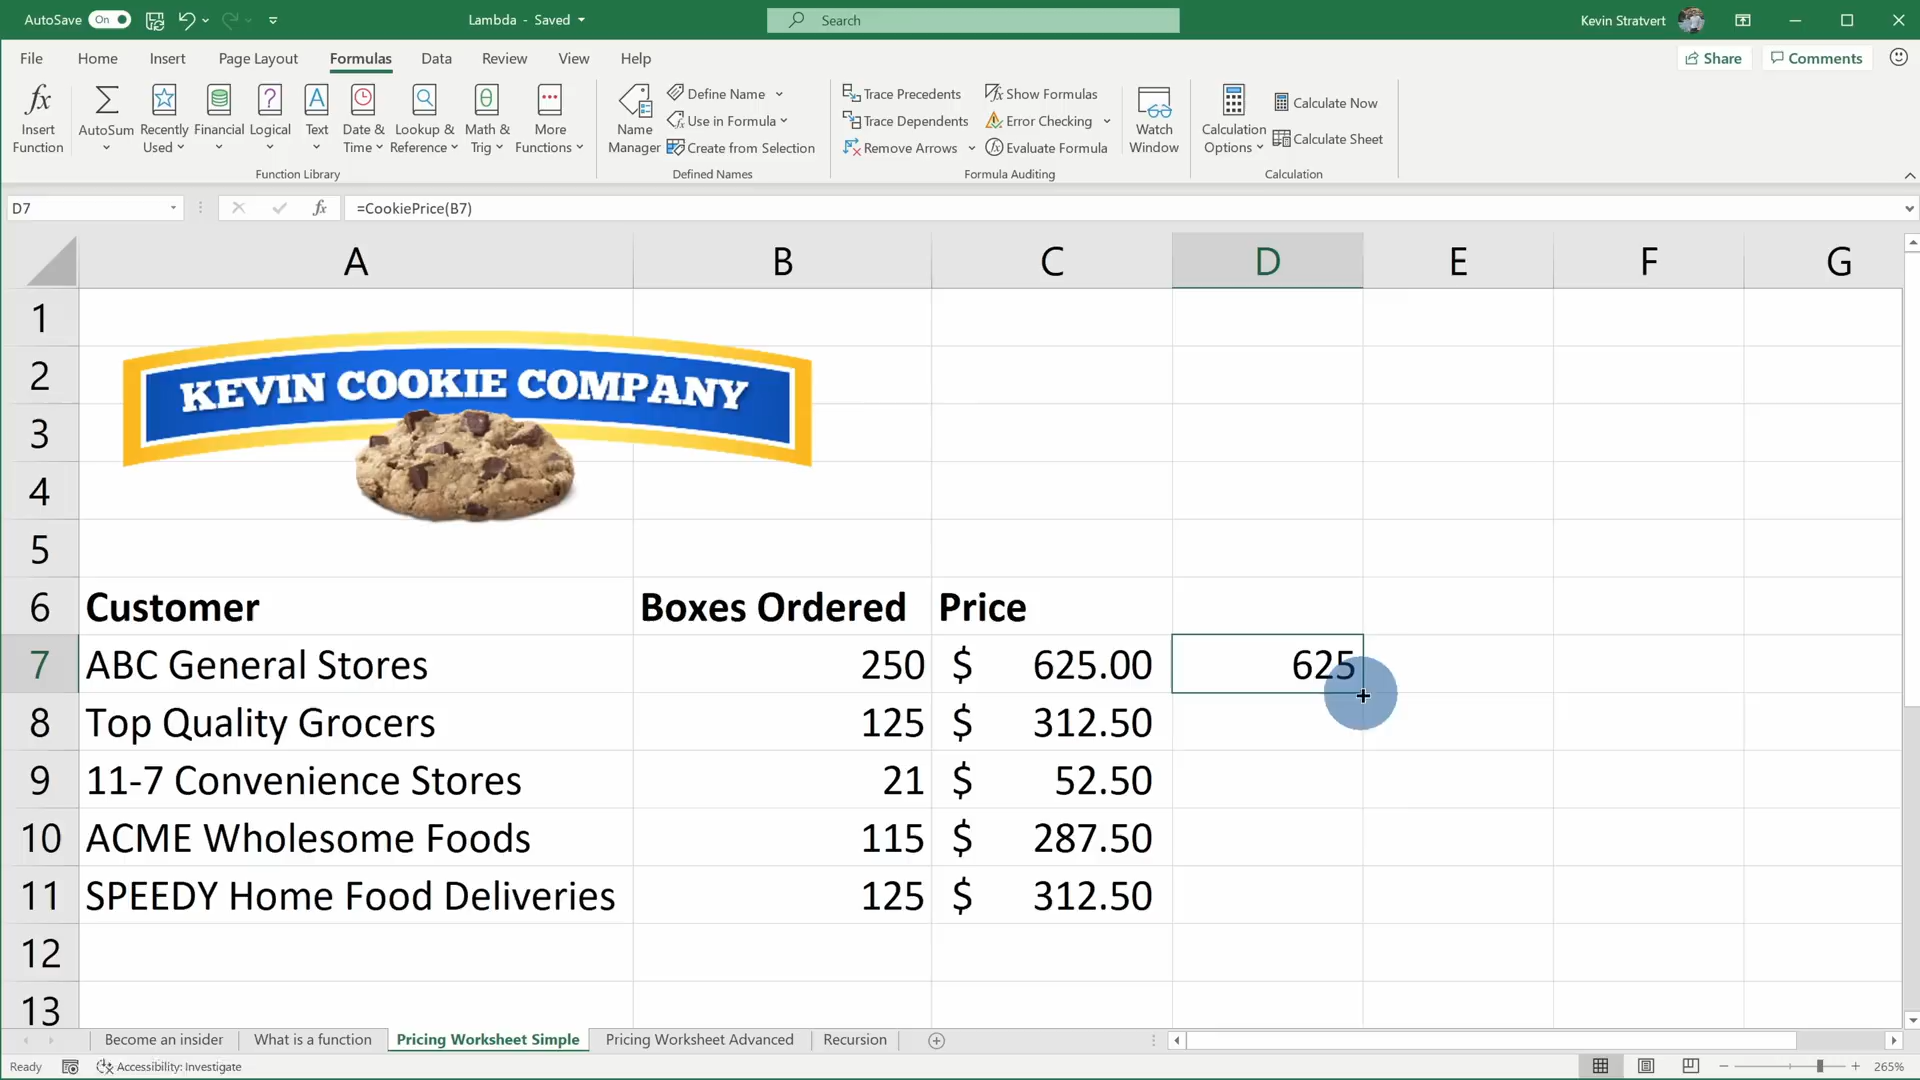 AutoSave On Lambda - Saved Search Kevin Stratvert
File Home Insert Page Layout Formulas Data Review View Help Share Comments
Insert Function
AutoSum
Recently Used
Financial
Logical
Text
Date & Time
Lookup & Reference
Math & Trig
More Functions
Function Library
Name Manager
Define Name
Use in Formula
Create from Selection
Defined Names
Trace Precedents
Trace Dependents
Remove Arrows
Show Formulas
Error Checking
Evaluate Formula
Formula Auditing
Watch Window
Calculation Options
Calculate Now
Calculate Sheet
Calculation
D7 fx =CookiePrice(B7)
A B C D E F G
1
2
KEVIN COOKIE COMPANY
3
4
5
6 Customer Boxes Ordered Price
7 ABC General Stores 250 $ 625.00 625
8 Top Quality Grocers 125 $ 312.50
9 11-7 Convenience Stores 21 $ 52.50
10 ACME Wholesome Foods 115 $ 287.50
11 SPEEDY Home Food Deliveries 125 $ 312.50
12
13
Become an insider What is a function Pricing Worksheet Simple Pricing Worksheet Advanced Recursion
Ready Accessibility: Investigate 265%